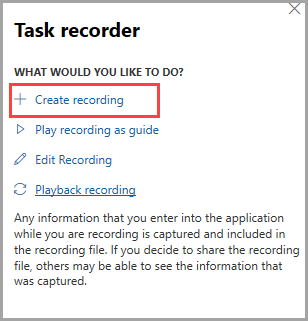 Task recorder
WHAT WOULD YOU LIKE TO DO?
Create recording
Play recording as guide
Edit Recording
Playback recording
Any information that you enter into the application
while you are recording is captured and included in
the recording file. If you decide to share the recording
file, others may be able to see the information that
was captured.